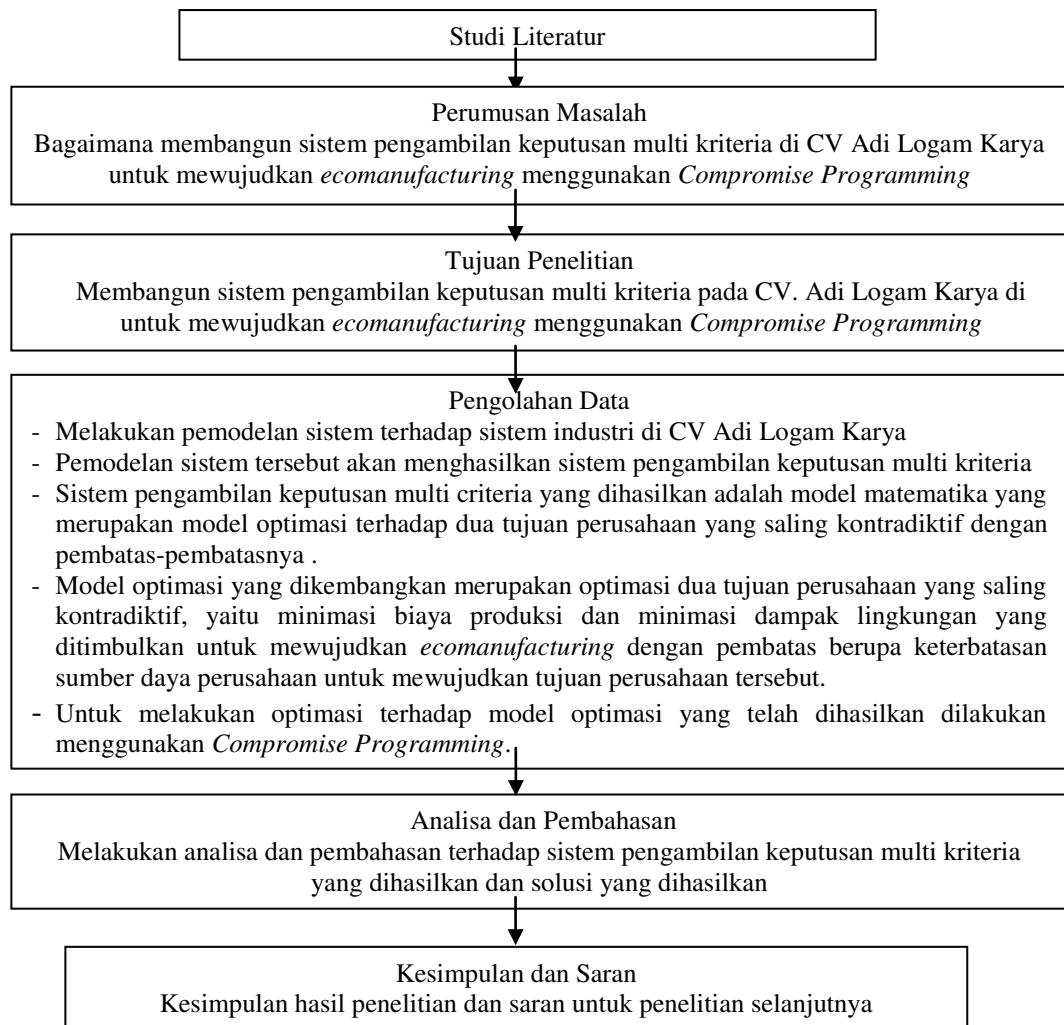 Studi Literatur
Perumusan Masalah
Bagaimana membangun sistem pengambilan keputusan multi kriteria di CV Adi Logam Karya
untuk mewujudkan ecomanufacturing menggunakan Compromise Programming
Tujuan Penelitian
Membangun sistem pengambilan keputusan multi kriteria pada CV. Adi Logam Karya di
untuk mewujudkan ecomanufacturing menggunakan Compromise Programming
Pengolahan Data
- Melakukan pemodelan sistem terhadap sistem industri di CV Adi Logam Karya
- Pemodelan sistem tersebut akan menghasilkan sistem pengambilan keputusan multi kriteria
- Sistem pengambilan keputusan multi criteria yang dihasilkan adalah model matematika yang
merupakan model optimasi terhadap dua tujuan perusahaan yang saling kontradiktif dengan
pembatas-pembatasnya .
- Model optimasi yang dikembangkan merupakan optimasi dua tujuan perusahaan yang saling
kontradiktif, yaitu minimasi biaya produksi dan minimasi dampak lingkungan yang
ditimbulkan untuk mewujudkan ecomanufacturing dengan pembatas berupa keterbatasan
sumber daya perusahaan untuk mewujudkan tujuan perusahaan tersebut.
- Untuk melakukan optimasi terhadap model optimasi yang telah dihasilkan dilakukan
menggunakan Compromise Programming.
Analisa dan Pembahasan
Melakukan analisa dan pembahasan terhadap sistem pengambilan keputusan multi kriteria
yang dihasilkan dan solusi yang dihasilkan
Kesimpulan dan Saran
Kesimpulan hasil penelitian dan saran untuk penelitian selanjutnya